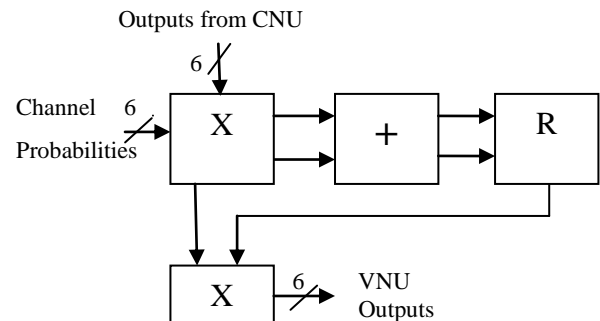 Outputs from CNU
6
Channel
6
Probabilities
X
+
R
X
6
VNU
Outputs